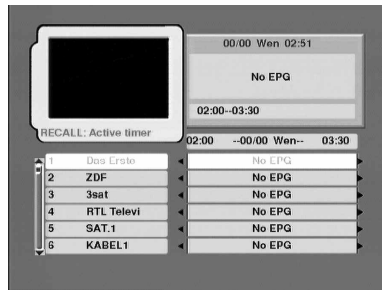 00/00 Wen 02:51
No EPG
02:00--03:30
RECALL: Active timer
02:00 --00/00 Wen-- 03:30
1 Das Erste No EPG
2 ZDF No EPG
3 3sat No EPG
4 RTL Televi No EPG
5 SAT.1 No EPG
6 KABEL1 No EPG